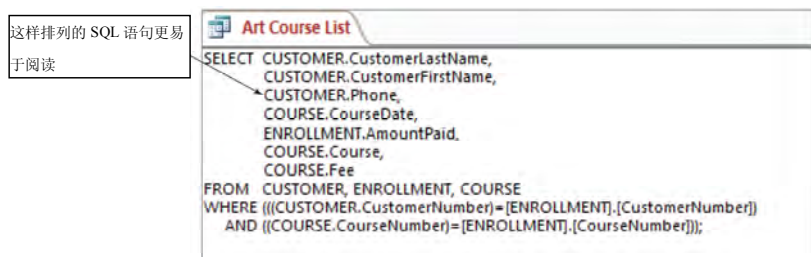 这样排列的 SQL 语句更易
于阅读
Art Course List
SELECT CUSTOMER.CustomerLastName,
CUSTOMER.CustomerFirstName,
CUSTOMER.Phone,
COURSE.CourseDate,
ENROLLMENT.AmountPaid,
COURSE.Course,
COURSE.Fee
FROM CUSTOMER, ENROLLMENT, COURSE
WHERE (((CUSTOMER.CustomerNumber)=[ENROLLMENT].[CustomerNumber])
AND ((COURSE.CourseNumber)=[ENROLLMENT].[CourseNumber]));